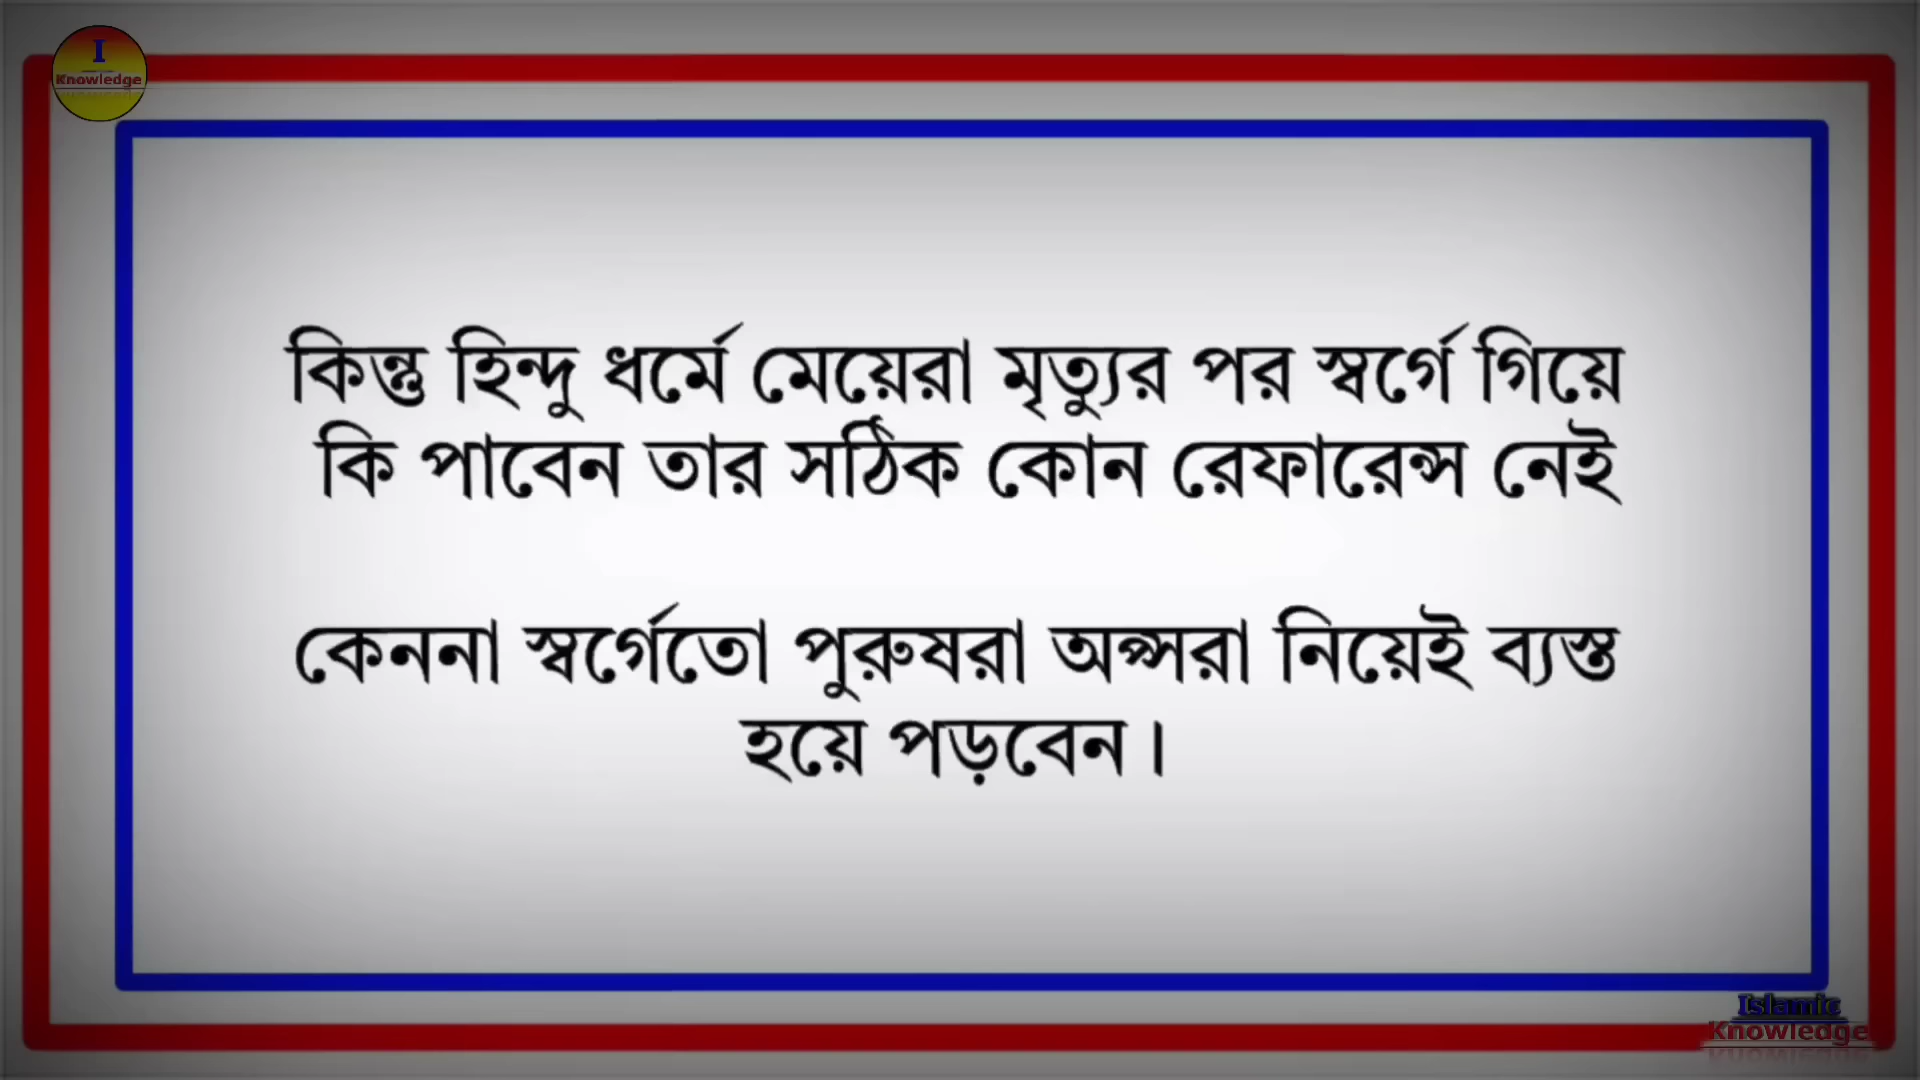 I
Knowledge
কিন্তু হিন্দু ধর্মে মেয়েরা মৃত্যুর পর স্বর্গে গিয়ে
কি পাবেন তার সঠিক কোন রেফারেন্স নেই
কেননা স্বর্গেতো পুরুষরা অপ্সরা নিয়েই ব্যস্ত
হয়ে পড়বেন।
Islamic
Knowledge